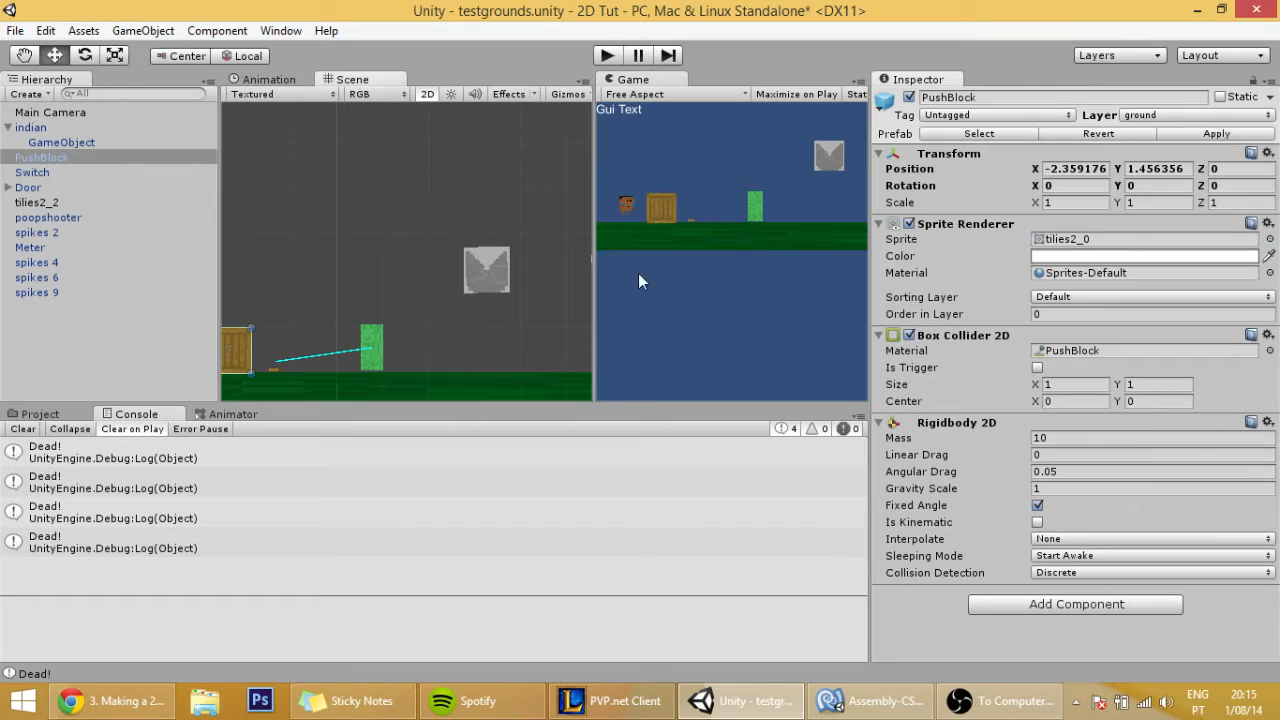 Unity - testgrounds.unity - 2D Tut - PC, Mac & Linux Standalone* <DX11>
File Edit Assets GameObject Component Window Help
Center Local Layers Layout
Hierarchy
Create All
Main Camera
indian
GameObject
PushBlock
Switch
Door
tilies2_2
poopshooter
spikes 2
Meter
spikes 4
spikes 6
spikes 9
Animation Scene
Textured RGB 2D Effects Gizmos
Game
Free Aspect Maximize on Play Stat
Gui Text
Inspector
PushBlock Static
Tag Untagged Layer ground
Prefab Select Revert Apply
Transform
Position X -2.359176 Y 1.456356 Z 0
Rotation X 0 Y 0 Z 0
Scale X 1 Y 1 Z 1
Sprite Renderer
Sprite tilies2_0
Color
Material Sprites-Default
Sorting Layer Default
Order in Layer 0
Box Collider 2D
Material PushBlock
Is Trigger
Size X 1 Y 1
Center X 0 Y 0
Rigidbody 2D
Mass 10
Linear Drag 0
Angular Drag 0.05
Gravity Scale 1
Fixed Angle
Is Kinematic
Interpolate None
Sleeping Mode Start Awake
Collision Detection Discrete
Add Component
Project Console Animator
Clear Collapse Clear on Play Error Pause 4 0 0
Dead!
UnityEngine.Debug:Log(Object)
Dead!
UnityEngine.Debug:Log(Object)
Dead!
UnityEngine.Debug:Log(Object)
Dead!
UnityEngine.Debug:Log(Object)
Dead!
3. Making a 2... Ps Sticky Notes Spotify PVP.net Client Unity - testgr... Assembly-CS... To Computer...
ENG 20:15
PT 1/08/14